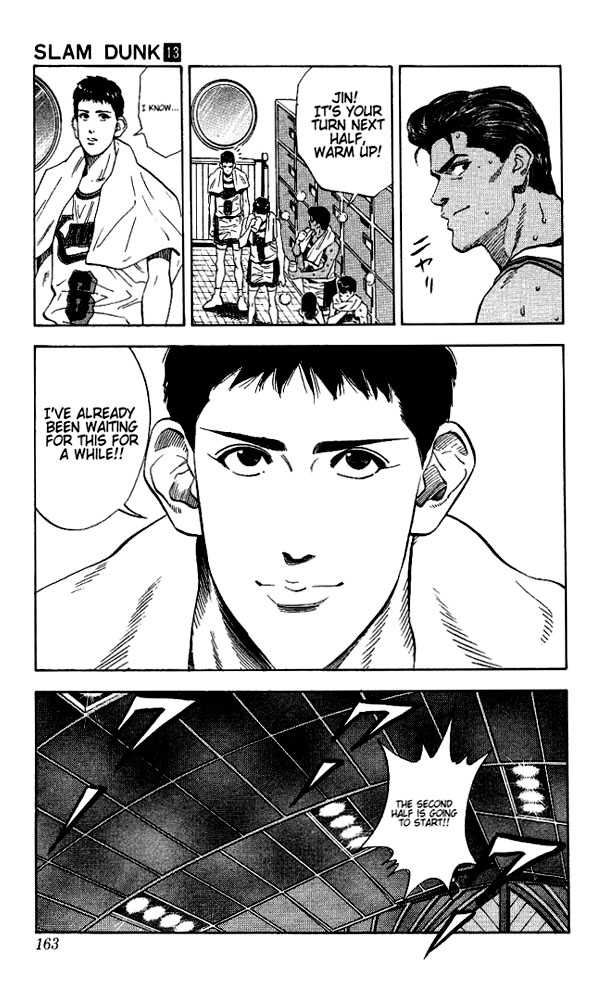 SLAM DUNK 13
JIN!
IT'S YOUR
TURN NEXT
HALF,
WARM UP!
I KNOW...
6
I'VE ALREADY
BEEN WAITING
FOR THIS FOR
A WHILE!!
THE SECOND
HALF IS GOING
TO START!!
163